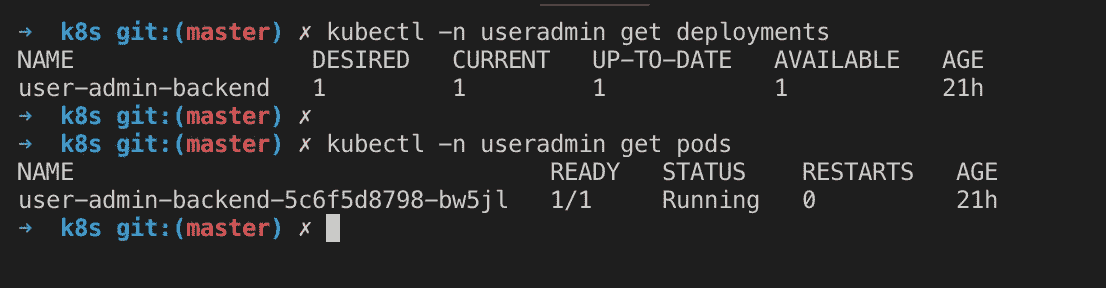 → k8s git:(master) ✗ kubectl -n useradmin get deployments
NAME DESIRED CURRENT UP-TO-DATE AVAILABLE AGE
user-admin-backend 1 1 1 1 21h
→ k8s git:(master) ✗
→ k8s git:(master) ✗ kubectl -n useradmin get pods
NAME READY STATUS RESTARTS AGE
user-admin-backend-5c6f5d8798-bw5jl 1/1 Running 0 21h
→ k8s git:(master) ✗